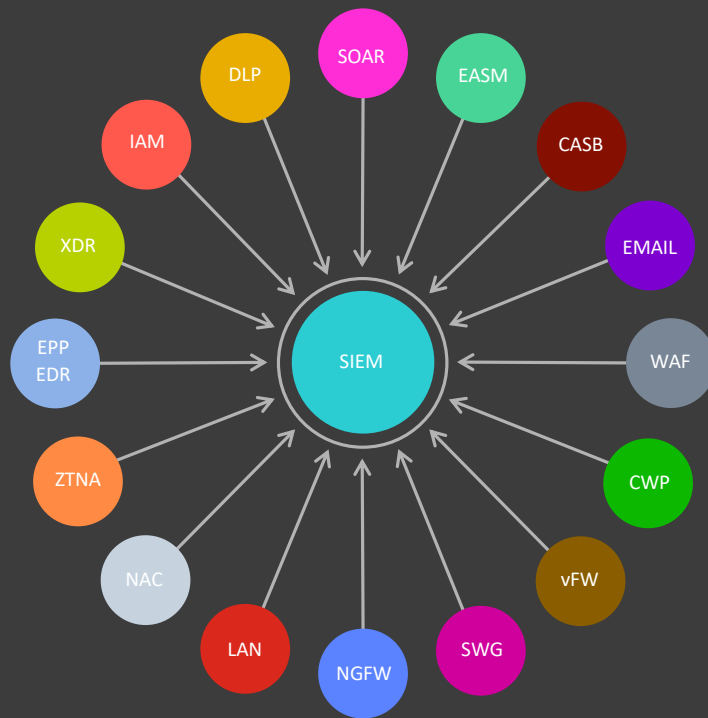 SOAR
DLP
EASM
IAM
CASB
XDR
EMAIL
EPP
EDR
SIEM
WAF
ZTNA
CWP
NAC
vFW
LAN
SWG
NGFW